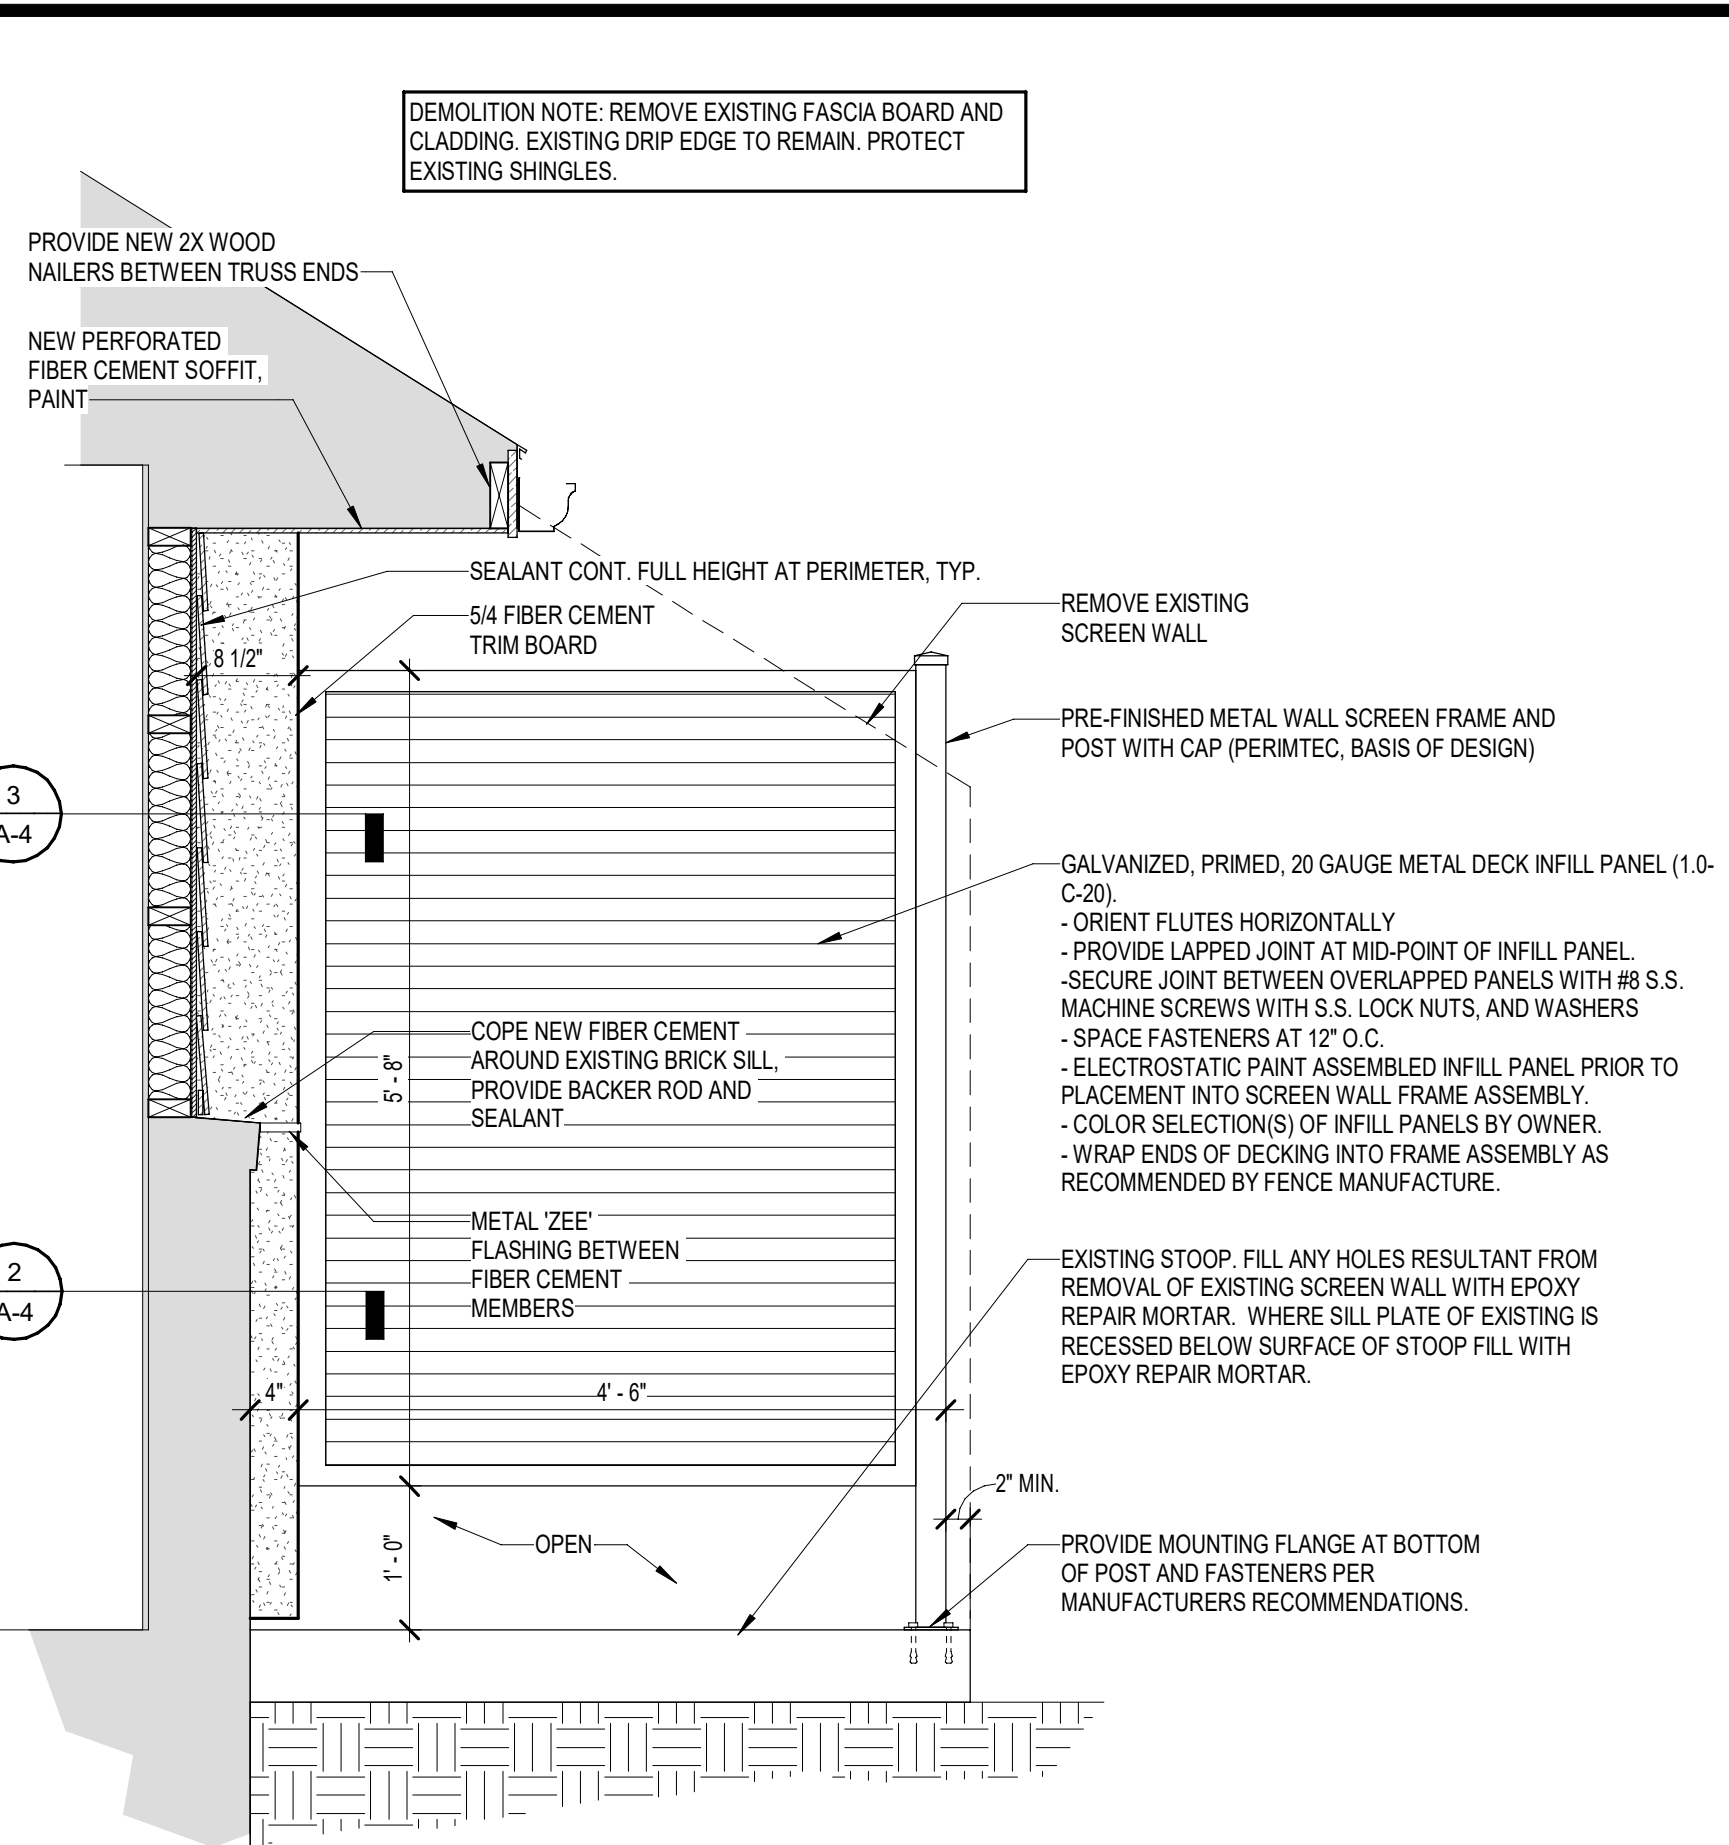 DEMOLITION NOTE: REMOVE EXISTING FASCIA BOARD AND
CLADDING. EXISTING DRIP EDGE TO REMAIN. PROTECT
EXISTING SHINGLES.
PROVIDE NEW 2X WOOD
NAILERS BETWEEN TRUSS ENDS
NEW PERFORATED
FIBER CEMENT SOFFIT,
PAINT
SEALANT CONT. FULL HEIGHT AT PERIMETER, TYP.
5/4 FIBER CEMENT
TRIM BOARD
8 1/2"
REMOVE EXISTING
SCREEN WALL
PRE-FINISHED METAL WALL SCREEN FRAME AND
POST WITH CAP (PERIMTEC, BASIS OF DESIGN)
3
A-4
GALVANIZED, PRIMED, 20 GAUGE METAL DECK INFILL PANEL (1.0-
C-20).
- ORIENT FLUTES HORIZONTALLY
- PROVIDE LAPPED JOINT AT MID-POINT OF INFILL PANEL.
-SECURE JOINT BETWEEN OVERLAPPED PANELS WITH #8 S.S.
MACHINE SCREWS WITH S.S. LOCK NUTS, AND WASHERS
- SPACE FASTENERS AT 12" O.C.
- ELECTROSTATIC PAINT ASSEMBLED INFILL PANEL PRIOR TO
PLACEMENT INTO SCREEN WALL FRAME ASSEMBLY.
- COLOR SELECTION(S) OF INFILL PANELS BY OWNER.
- WRAP ENDS OF DECKING INTO FRAME ASSEMBLY AS
RECOMMENDED BY FENCE MANUFACTURE.
COPE NEW FIBER CEMENT
AROUND EXISTING BRICK SILL,
PROVIDE BACKER ROD AND
SEALANT
5' - 8"
METAL 'ZEE'
FLASHING BETWEEN
FIBER CEMENT
MEMBERS
2
A-4
EXISTING STOOP. FILL ANY HOLES RESULTANT FROM
REMOVAL OF EXISTING SCREEN WALL WITH EPOXY
REPAIR MORTAR. WHERE SILL PLATE OF EXISTING IS
RECESSED BELOW SURFACE OF STOOP FILL WITH
EPOXY REPAIR MORTAR.
4"
4' - 6"
2" MIN.
OPEN
1' - 0"
PROVIDE MOUNTING FLANGE AT BOTTOM
OF POST AND FASTENERS PER
MANUFACTURERS RECOMMENDATIONS.